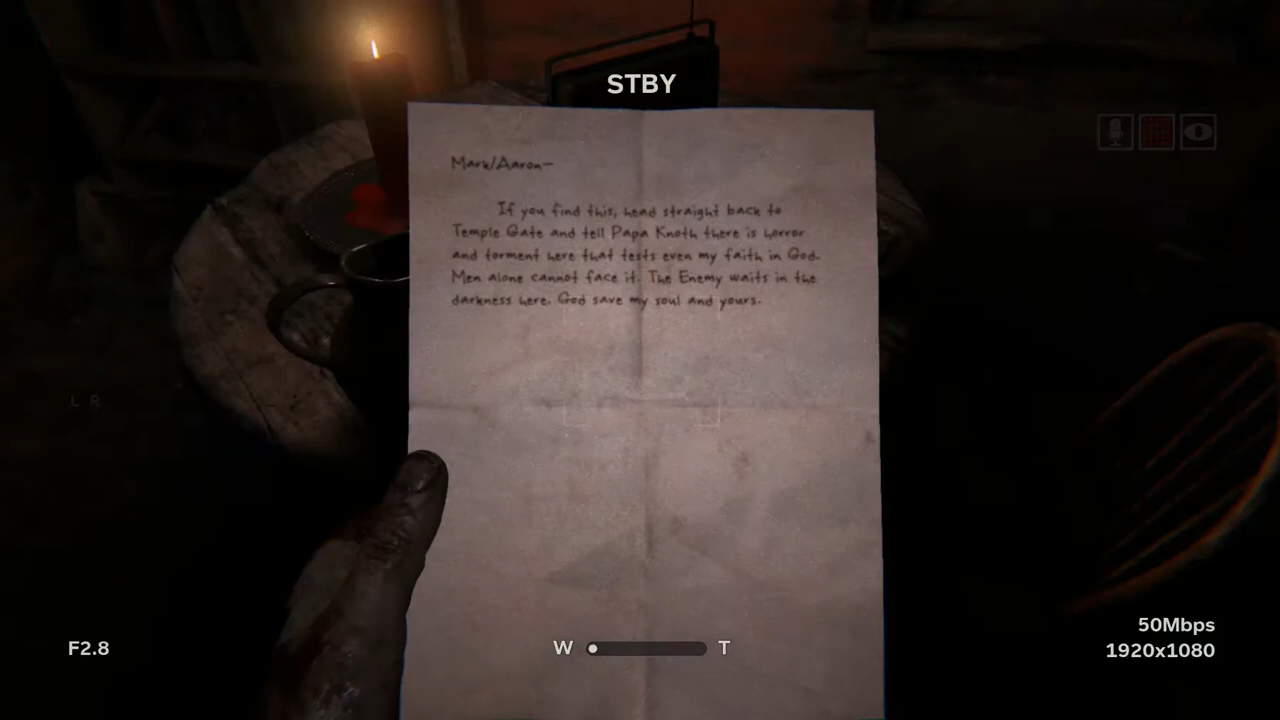 STBY
Mark/Aaron-
If you find this, head straight back to
Temple Gate and tell Papa Knoth there is horror
and torment here that tests even my faith in God.
Men alone cannot face it. The Enemy waits in the
darkness here. God save my soul and yours.
L R
F2.8
W T
50Mbps
1920x1080